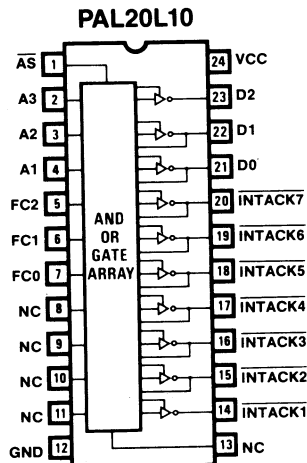 PAL20L10
AS 1
A3 2
A2 3
A1 4
FC2 5
FC1 6
FC0 7
NC 8
NC 9
NC 10
NC 11
GND 12
AND
OR
GATE
ARRAY
24 VCC
23 D2
22 D1
21 D0
20 INTACK7
19 INTACK6
18 INTACK5
17 INTACK4
16 INTACK3
15 INTACK2
14 INTACK1
13 NC